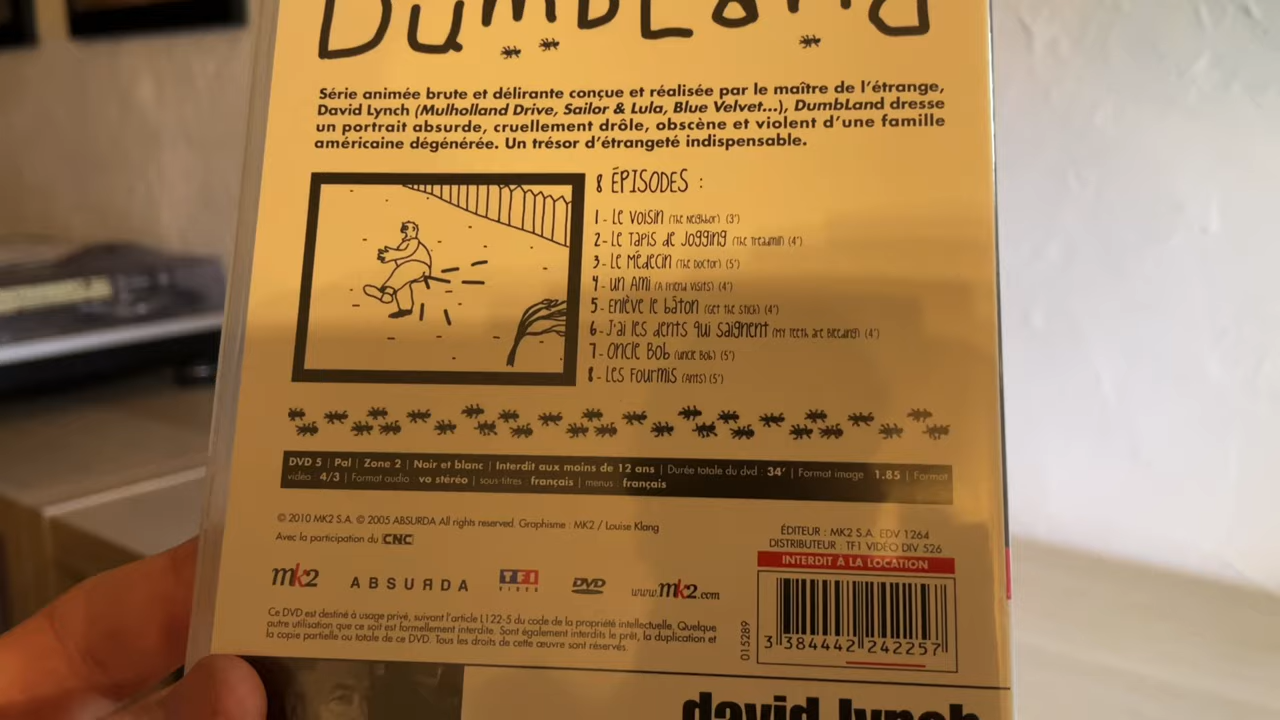 DumbLand
Série animée brute et délirante conçue et réalisée par le maître de l'étrange,
David Lynch (Mulholland Drive, Sailor & Lula, Blue Velvet...), DumbLand dresse
un portrait absurde, cruellement drôle, obscène et violent d'une famille
américaine dégénérée. Un trésor d'étrangeté indispensable.
8 ÉPISODES :
1 - Le Voisin (The Neighbor) (3')
2 - Le Tapis de Jogging (The Treadmill) (4')
3 - Le Médecin (The Doctor) (5')
4 - un Ami (A Friend Visits) (4')
5 - Enlève le bâton (Get the Stick) (4')
6 - J'ai les dents qui saignent (My Teeth are Bleeding) (4')
7 - Oncle Bob (Uncle Bob) (5')
8 - Les Fourmis (Ants) (5')
DVD 5 | Pal | Zone 2 | Noir et blanc | Interdit aux moins de 12 ans | Durée totale du dvd : 34' | Format image : 1.85 | Format
vidéo : 4/3 | Format audio : vo stéréo | sous-titres : français | menus : français
© 2010 MK2 S.A. © 2005 ABSURDA All rights reserved. Graphisme : MK2 / Louise Klang
Avec la participation du CNC
ÉDITEUR : MK2 S.A. EDV 1264
DISTRIBUTEUR : TF1 VIDÉO DIV 526
INTERDIT À LA LOCATION
mk2 ABSURDA TF1 VIDEO DVD www.mk2.com
Ce DVD est destiné à usage privé, suivant l'article L122-5 du code de la propriété intellectuelle. Quelque
autre utilisation que ce soit est formellement interdite. Sont également interdits le prêt, la duplication et
la copie partielle ou totale de ce DVD. Tous les droits de cette œuvre sont réservés.
015289
3 384442 242257
david lynch